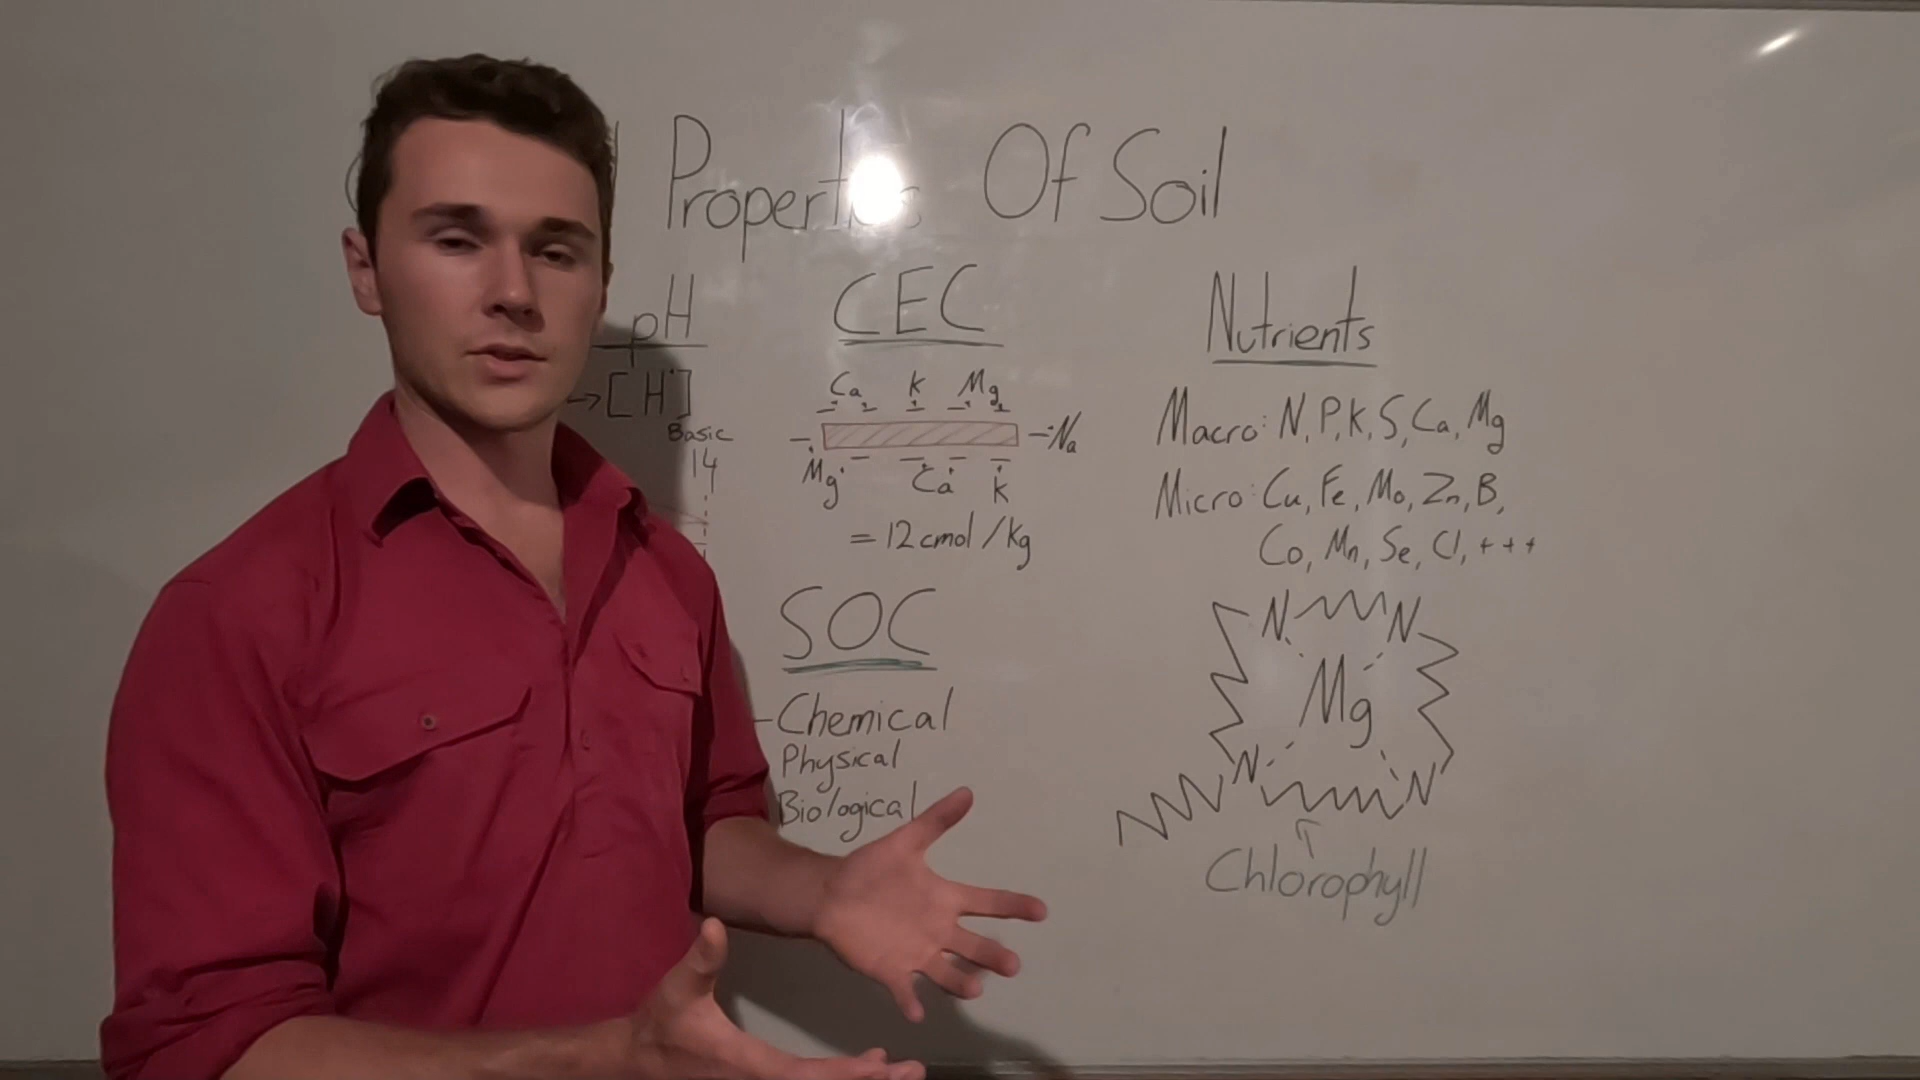 Properties Of Soil
pH
→[H⁺]
Basic
14
CEC
Ca K Mg
Na
Mg Ca K
= 12 cmol/kg
SOC
-Chemical
Physical
Biological
Nutrients
Macro: N, P, K, S, Ca, Mg
Micro: Cu, Fe, Mo, Zn, B,
Co, Mn, Se, Cl, +++
N N
Mg
N N
Chlorophyll